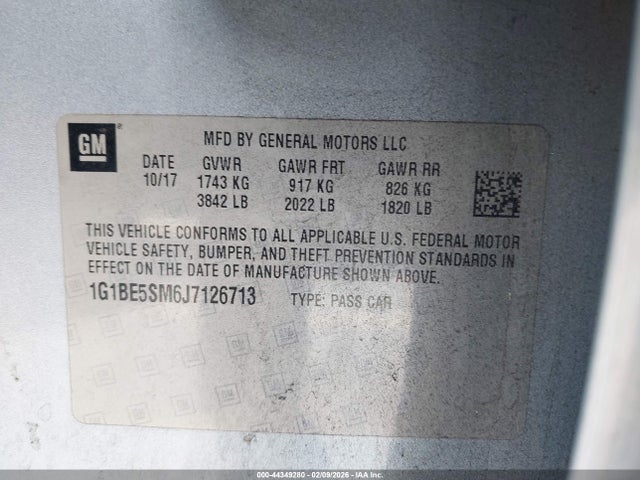 GM
MFD BY GENERAL MOTORS LLC
DATE GVWR GAWR FRT GAWR RR
10/17 1743 KG 917 KG 826 KG
3842 LB 2022 LB 1820 LB
THIS VEHICLE CONFORMS TO ALL APPLICABLE U.S. FEDERAL MOTOR
VEHICLE SAFETY, BUMPER, AND THEFT PREVENTION STANDARDS IN
EFFECT ON THE DATE OF MANUFACTURE SHOWN ABOVE.
1G1BE5SM6J7126713 TYPE: PASS CAR
000-44349280 - 02/09/2026 - IAA Inc.